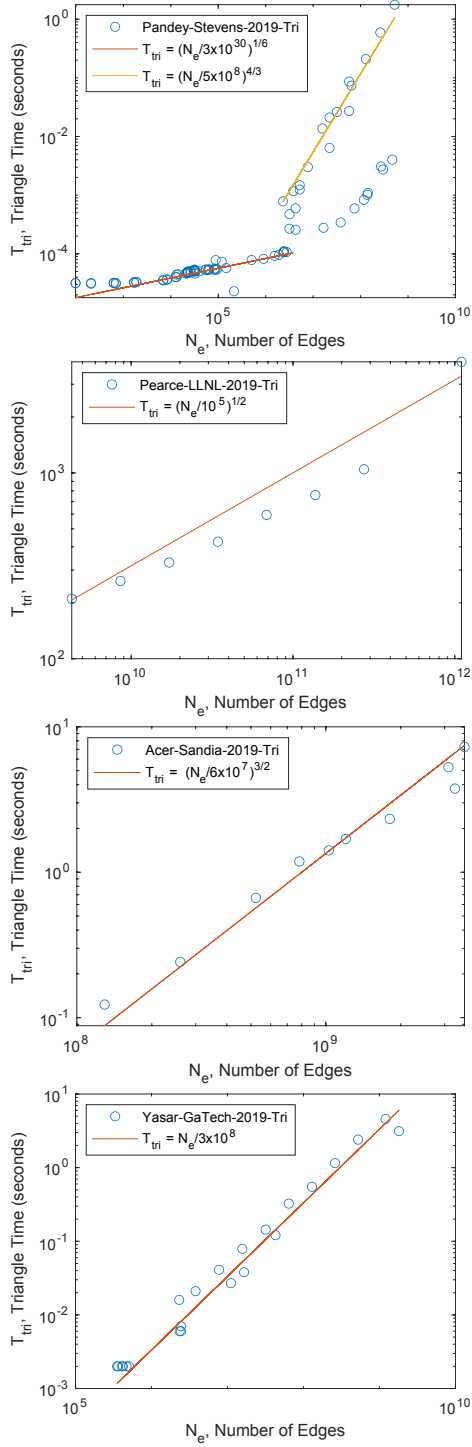 Pandey-Stevens-2019-Tri
T_tri = (N_e/3x10^30)^1/6
T_tri = (N_e/5x10^8)^4/3
10^0
10^-2
10^-4
T_tri, Triangle Time (seconds)
10^5
10^10
N_e, Number of Edges
Pearce-LLNL-2019-Tri
T_tri = (N_e/10^5)^1/2
10^3
10^2
T_tri, Triangle Time (seconds)
10^10
10^11
10^12
N_e, Number of Edges
10^1
Acer-Sandia-2019-Tri
T_tri = (N_e/6x10^7)^3/2
10^0
10^-1
T_tri, Triangle Time (seconds)
10^8
10^9
N_e, Number of Edges
10^1
Yasar-GaTech-2019-Tri
T_tri = N_e/3x10^8
10^0
10^-1
10^-2
10^-3
T_tri, Triangle Time (seconds)
10^5
10^10
N_e, Number of Edges